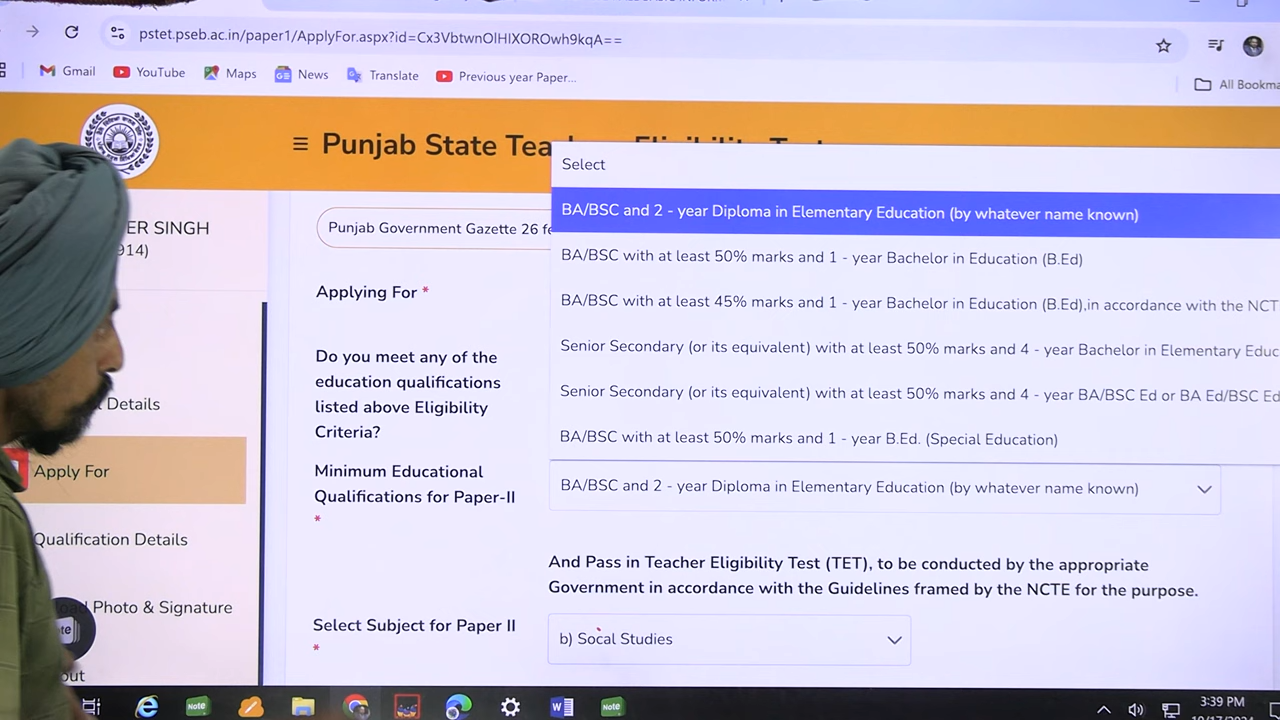 pstet.pseb.ac.in/paper1/ApplyFor.aspx?id=Cx3VbtwnOlHIXOROwh9kqA==
Gmail
YouTube
Maps
News
Translate
Previous year Paper...
All Bookma
Punjab State Tea
ER SINGH
914)
Punjab Government Gazette 26 fe
Select
BA/BSC and 2 - year Diploma in Elementary Education (by whatever name known)
BA/BSC with at least 50% marks and 1 - year Bachelor in Education (B.Ed)
BA/BSC with at least 45% marks and 1 - year Bachelor in Education (B.Ed),in accordance with the NCT
Senior Secondary (or its equivalent) with at least 50% marks and 4 - year Bachelor in Elementary Educ
Senior Secondary (or its equivalent) with at least 50% marks and 4 - year BA/BSC Ed or BA Ed/BSC Ed
BA/BSC with at least 50% marks and 1 - year B.Ed. (Special Education)
Applying For *
Do you meet any of the
education qualifications
listed above Eligibility
Criteria?
Minimum Educational
Qualifications for Paper-II
*
BA/BSC and 2 - year Diploma in Elementary Education (by whatever name known)
And Pass in Teacher Eligibility Test (TET), to be conducted by the appropriate
Government in accordance with the Guidelines framed by the NCTE for the purpose.
Select Subject for Paper II
*
b) Socal Studies
Details
Apply For
Qualification Details
oad Photo & Signature
out
Note
Note
3:39 PM